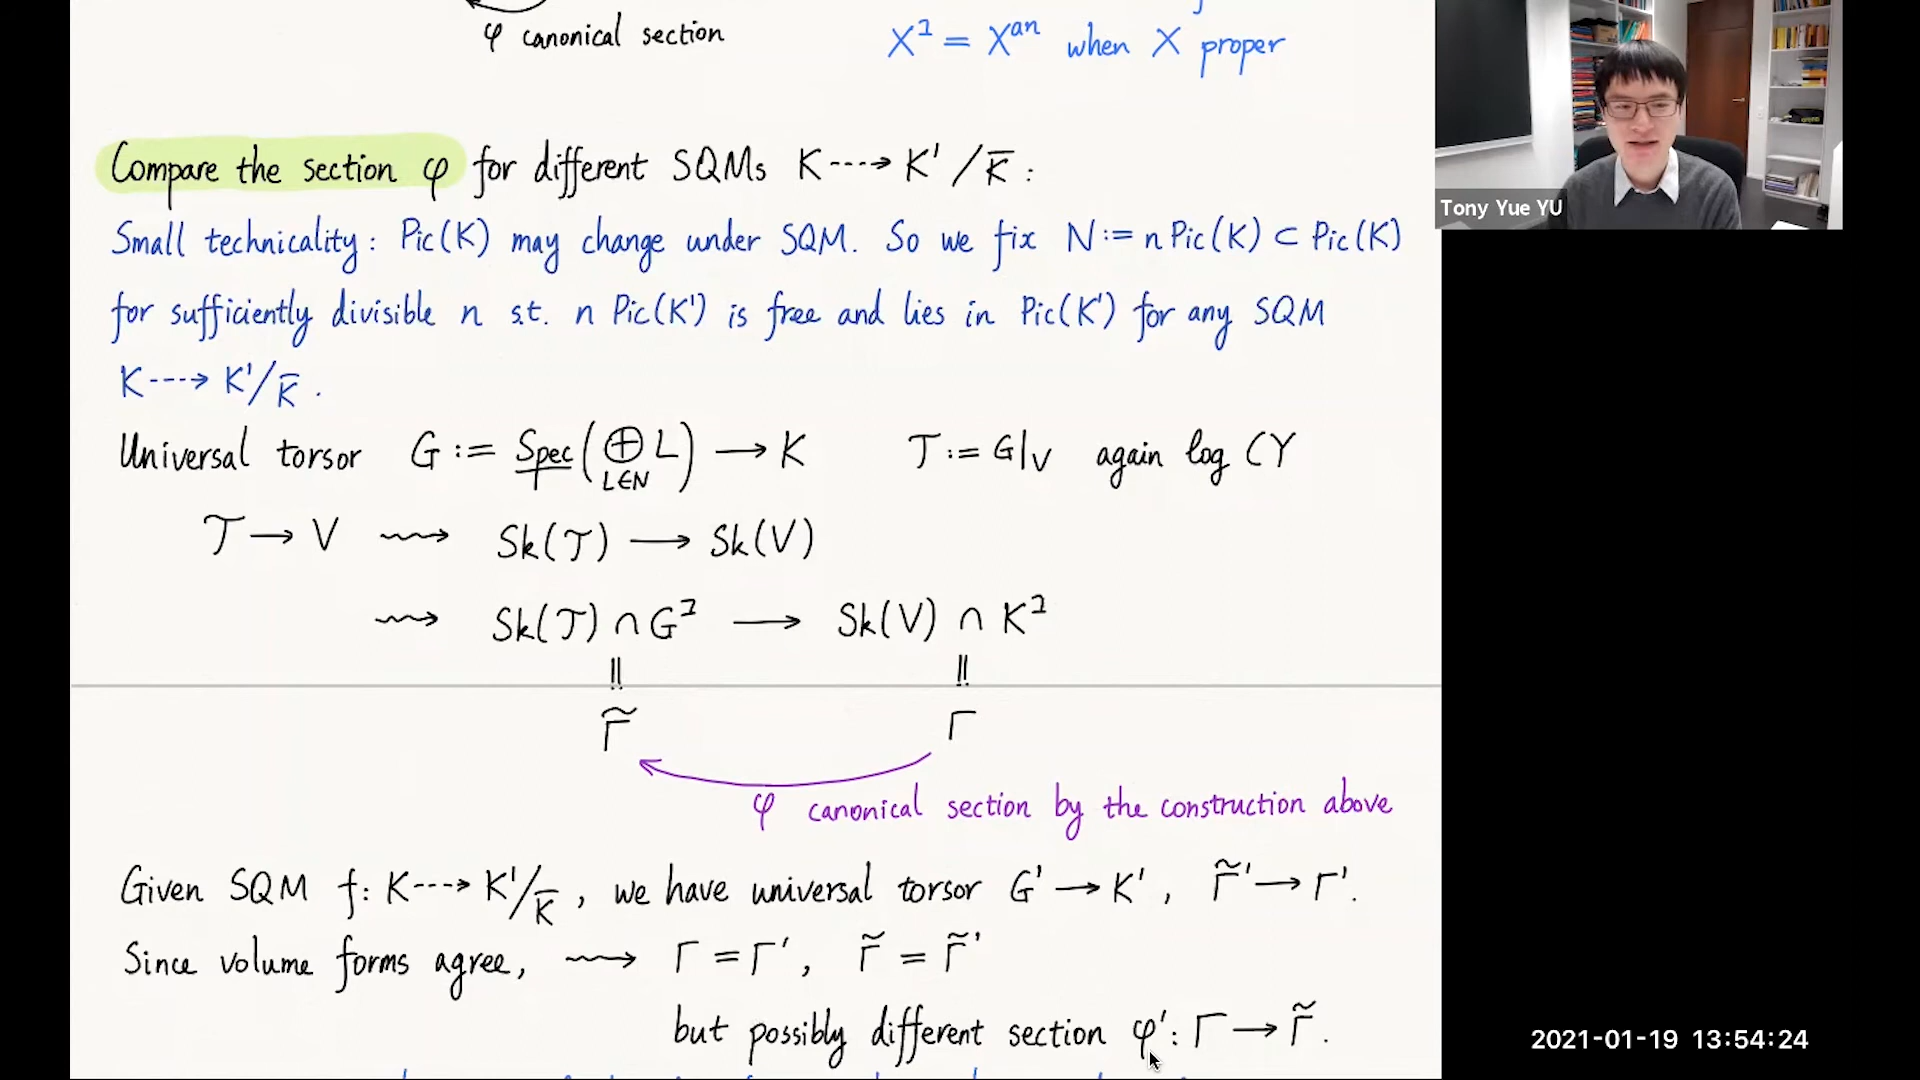 φ canonical section
X^ℶ = X^an when X proper
Compare the section φ for different SQMs K ⇢ K' / K̄ :
Small technicality: Pic(K) may change under SQM. So we fix N := n Pic(K) ⊂ Pic(K)
for sufficiently divisible n s.t. n Pic(K') is free and lies in Pic(K') for any SQM
K ⇢ K'/K̄ .
Universal torsor G := Spec(⊕_{L∈N} L) → K T := G|_V again log CY
T → V ⇝ Sk(T) → Sk(V)
⇝ Sk(T) ∩ G^ℶ → Sk(V) ∩ K^ℶ
|| ||
Γ̃ Γ
φ canonical section by the construction above
Given SQM f: K ⇢ K'/K̄ , we have universal torsor G' → K' , Γ̃' → Γ'.
Since volume forms agree, ⇝ Γ = Γ', Γ̃ = Γ̃'
but possibly different section φ': Γ → Γ̃ .
Tony Yue YU
2021-01-19 13:54:24